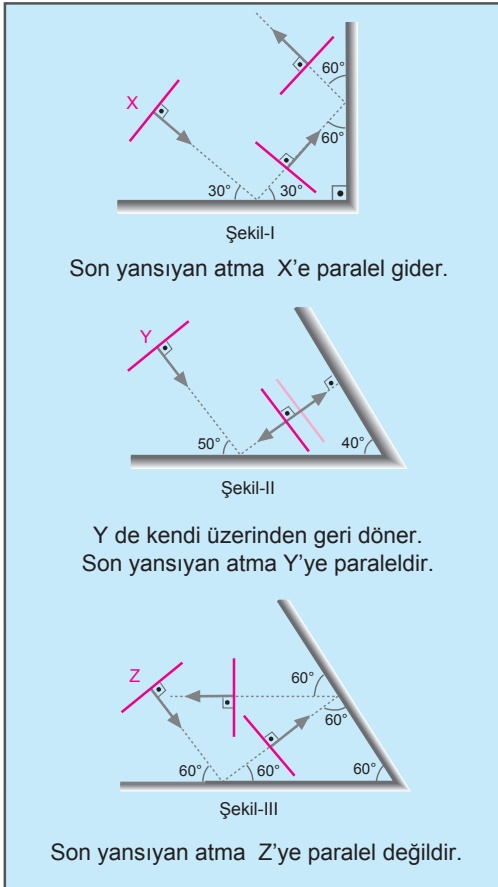 60°
X
60°
30° 30°
Şekil-I
Son yansıyan atma X’e paralel gider.
Y
50° 40°
Şekil-II
Y de kendi üzerinden geri döner.
Son yansıyan atma Y’ye paraleldir.
Z 60°
60°
60° 60° 60°
Şekil-III
Son yansıyan atma Z’ye paralel değildir.